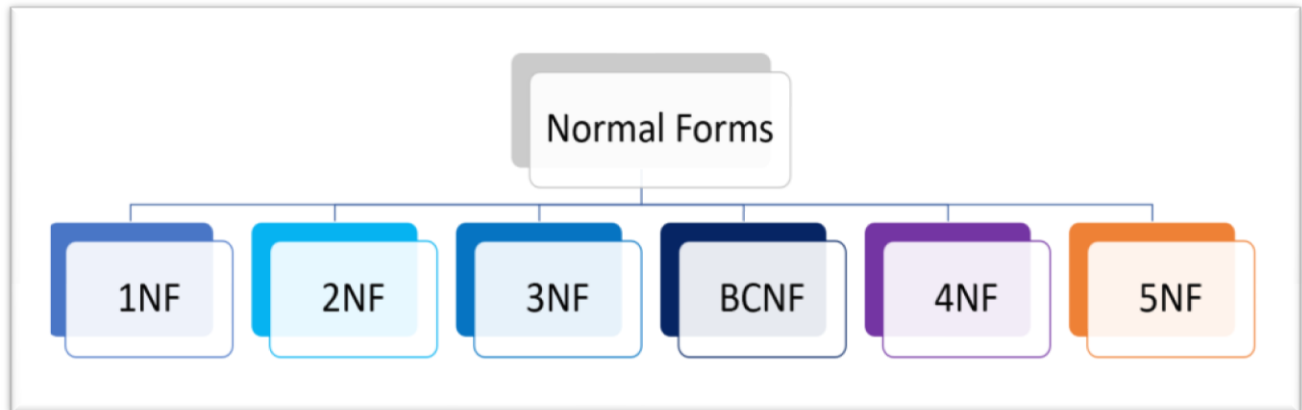 Normal Forms
1NF
2NF
3NF
BCNF
4NF
5NF